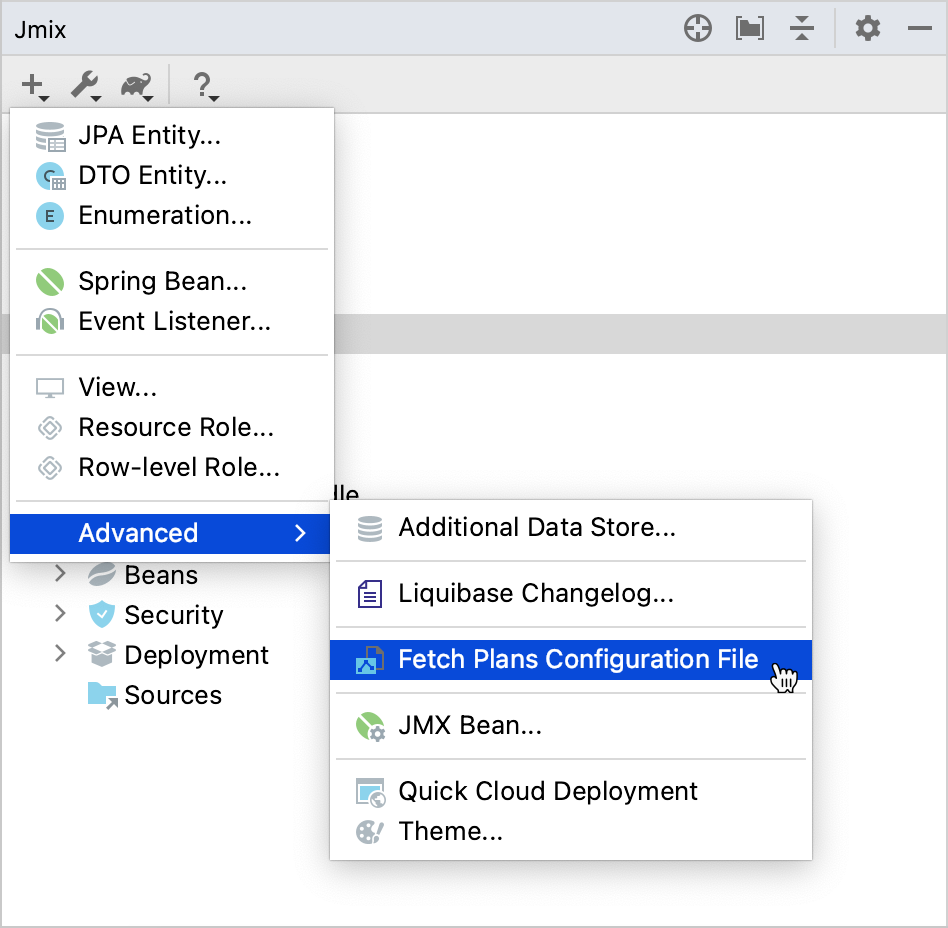 Jmix
JPA Entity...
DTO Entity...
Enumeration...
Spring Bean...
Event Listener...
View...
Resource Role...
Row-level Role...
Advanced
Additional Data Store...
Liquibase Changelog...
Fetch Plans Configuration File
JMX Bean...
Quick Cloud Deployment
Theme...
Beans
Security
Deployment
Sources